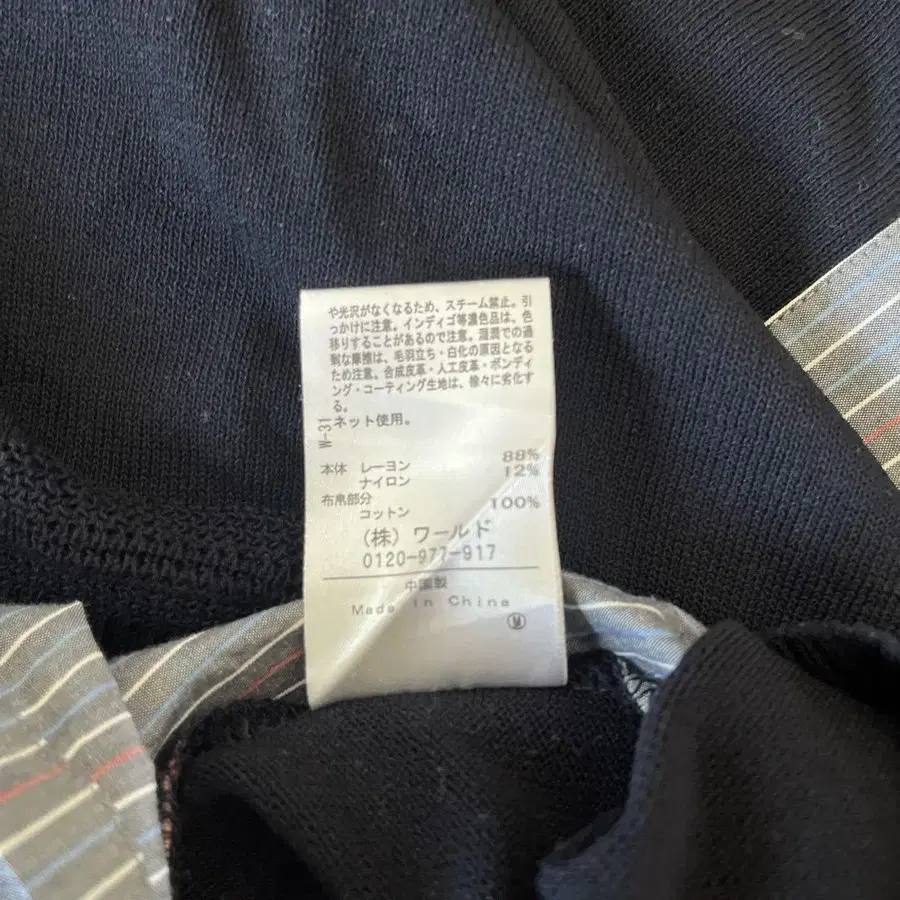 や光沢がなくなるため、スチーム禁止。引
っかけに注意。インディゴ等濃色品は、色
移りすることがあるので注意。湿潤での過
剰な摩擦は、毛羽立ち・白化の原因となる
ため注意。合成皮革・人工皮革・ボンディ
ング・コーティング生地は、徐々に劣化す
る。
W-31
ネット使用。
本体 レーヨン 88%
ナイロン 12%
布帛部分
コットン 100%
(株)ワールド
0120-977-917
中国製
Made in China
M